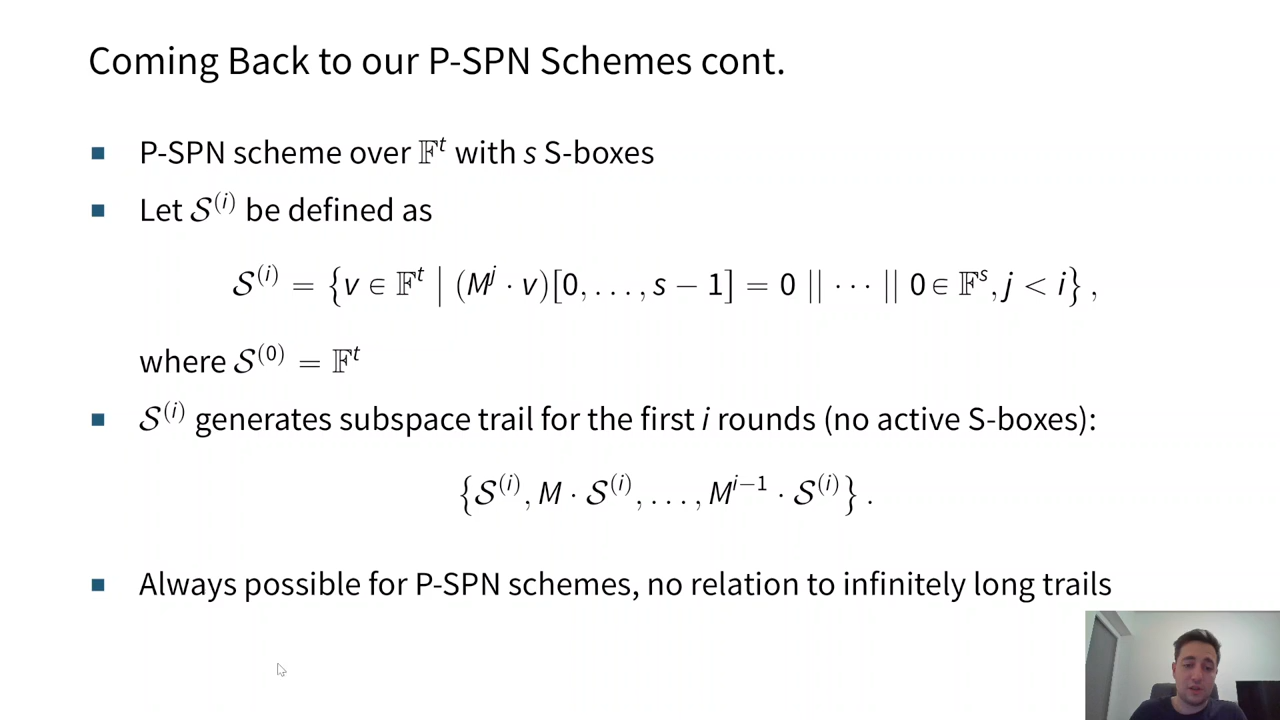 Coming Back to our P-SPN Schemes cont.
P-SPN scheme over 𝔽^t with s S-boxes
Let 𝒮^(i) be defined as
𝒮^(i) = {v ∈ 𝔽^t | (M^j · v)[0, . . . , s − 1] = 0 || · · · || 0 ∈ 𝔽^s, j < i} ,
where 𝒮^(0) = 𝔽^t
𝒮^(i) generates subspace trail for the first i rounds (no active S-boxes):
{𝒮^(i), M · 𝒮^(i), . . . , M^(i−1) · 𝒮^(i)} .
Always possible for P-SPN schemes, no relation to infinitely long trails